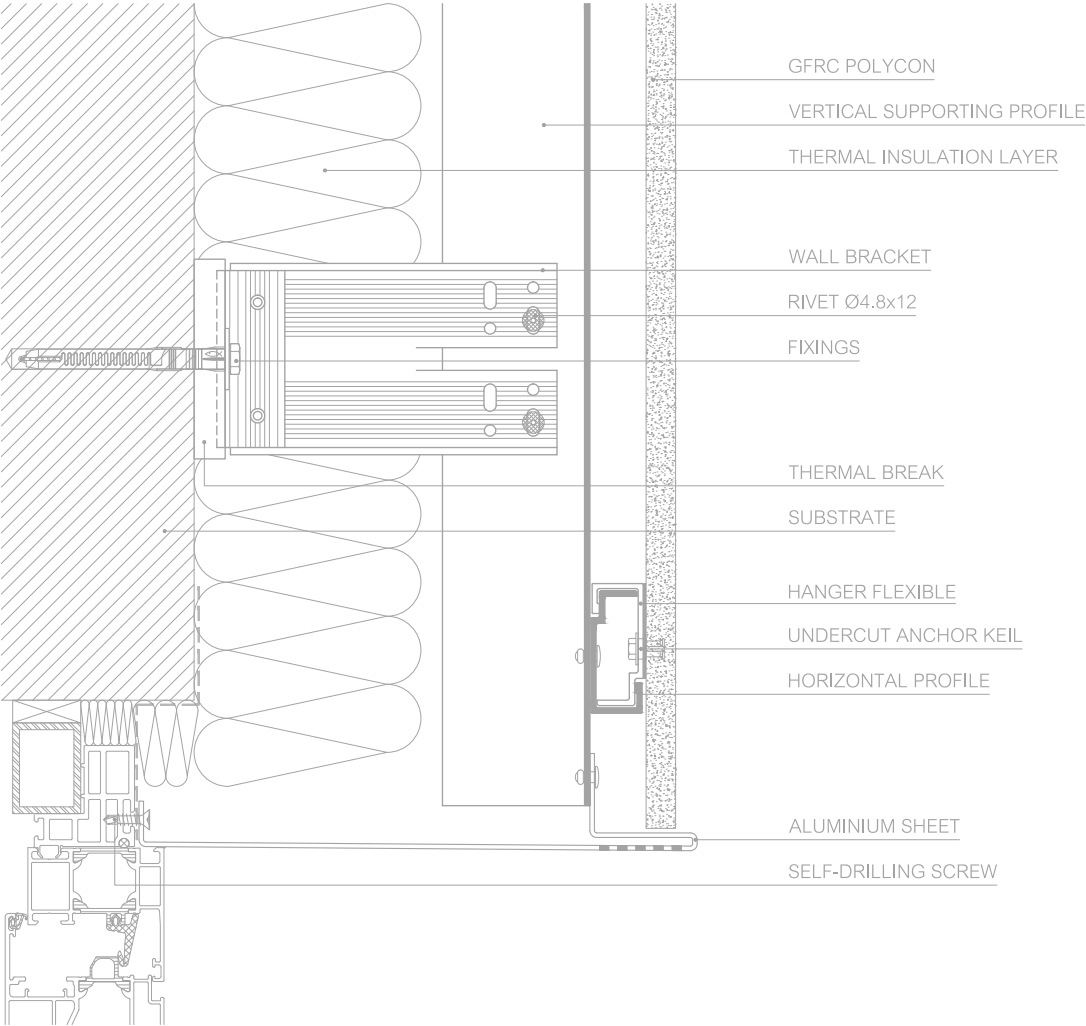 GFRC POLYCON
VERTICAL SUPPORTING PROFILE
THERMAL INSULATION LAYER
WALL BRACKET
RIVET Ø4.8x12
FIXINGS
THERMAL BREAK
SUBSTRATE
HANGER FLEXIBLE
UNDERCUT ANCHOR KEIL
HORIZONTAL PROFILE
ALUMINIUM SHEET
SELF-DRILLING SCREW